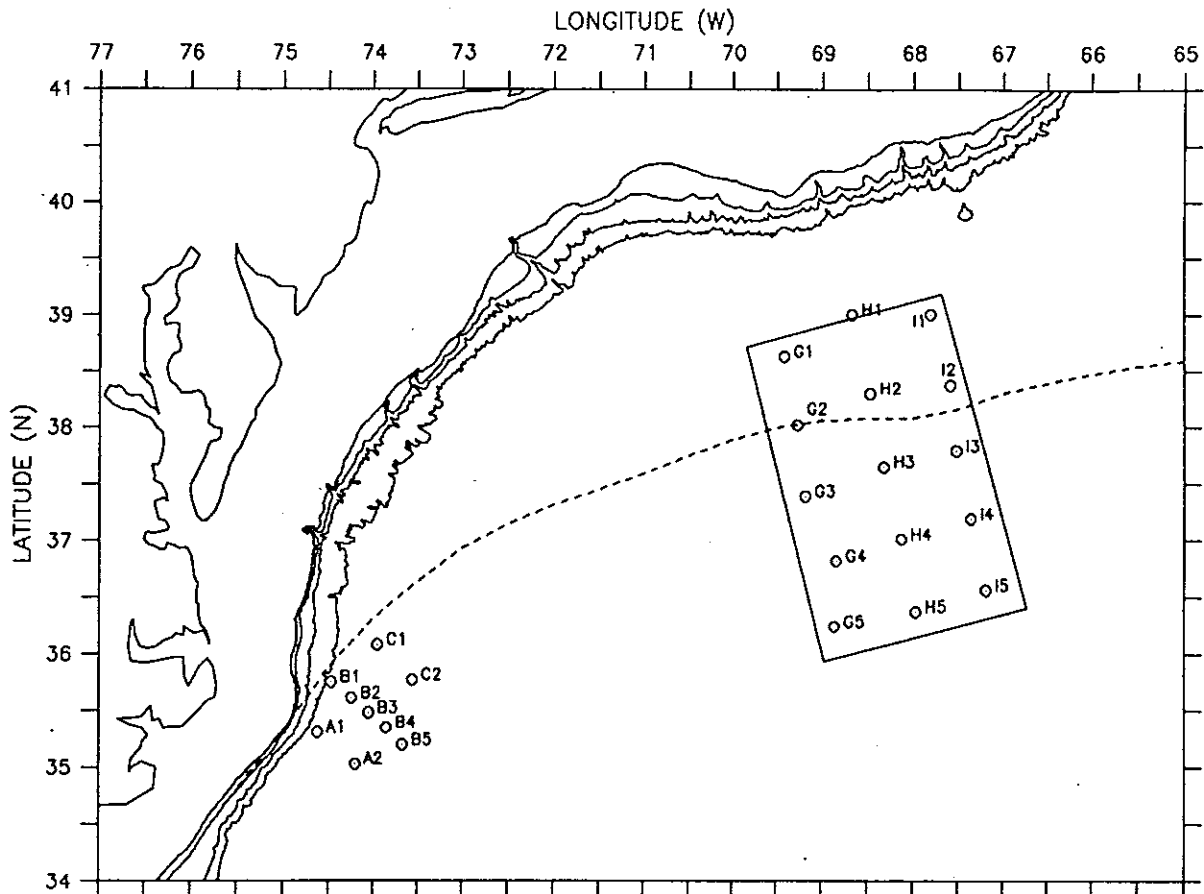 LONGITUDE (W)
77 76 75 74 73 72 71 70 69 68 67 66 65
41
40
39
38
37
36
35
34
LATITUDE (N)
H1
I1
G1
I2
H2
G2
I3
H3
G3
I4
H4
G4
I5
H5
G5
C1
B1
C2
B2
B3
A1
B4
B5
A2